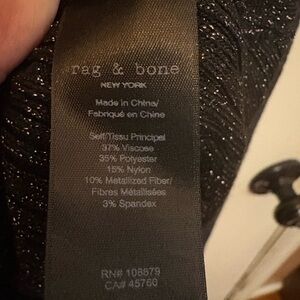 rag & bone
NEW YORK
Made in China/
Fabriqué en Chine
Self/Tissu Principal
37% Viscose
35% Polyester
15% Nylon
10% Metallized Fiber/
Fibres Métallisées
3% Spandex
RN# 108579
CA# 45760